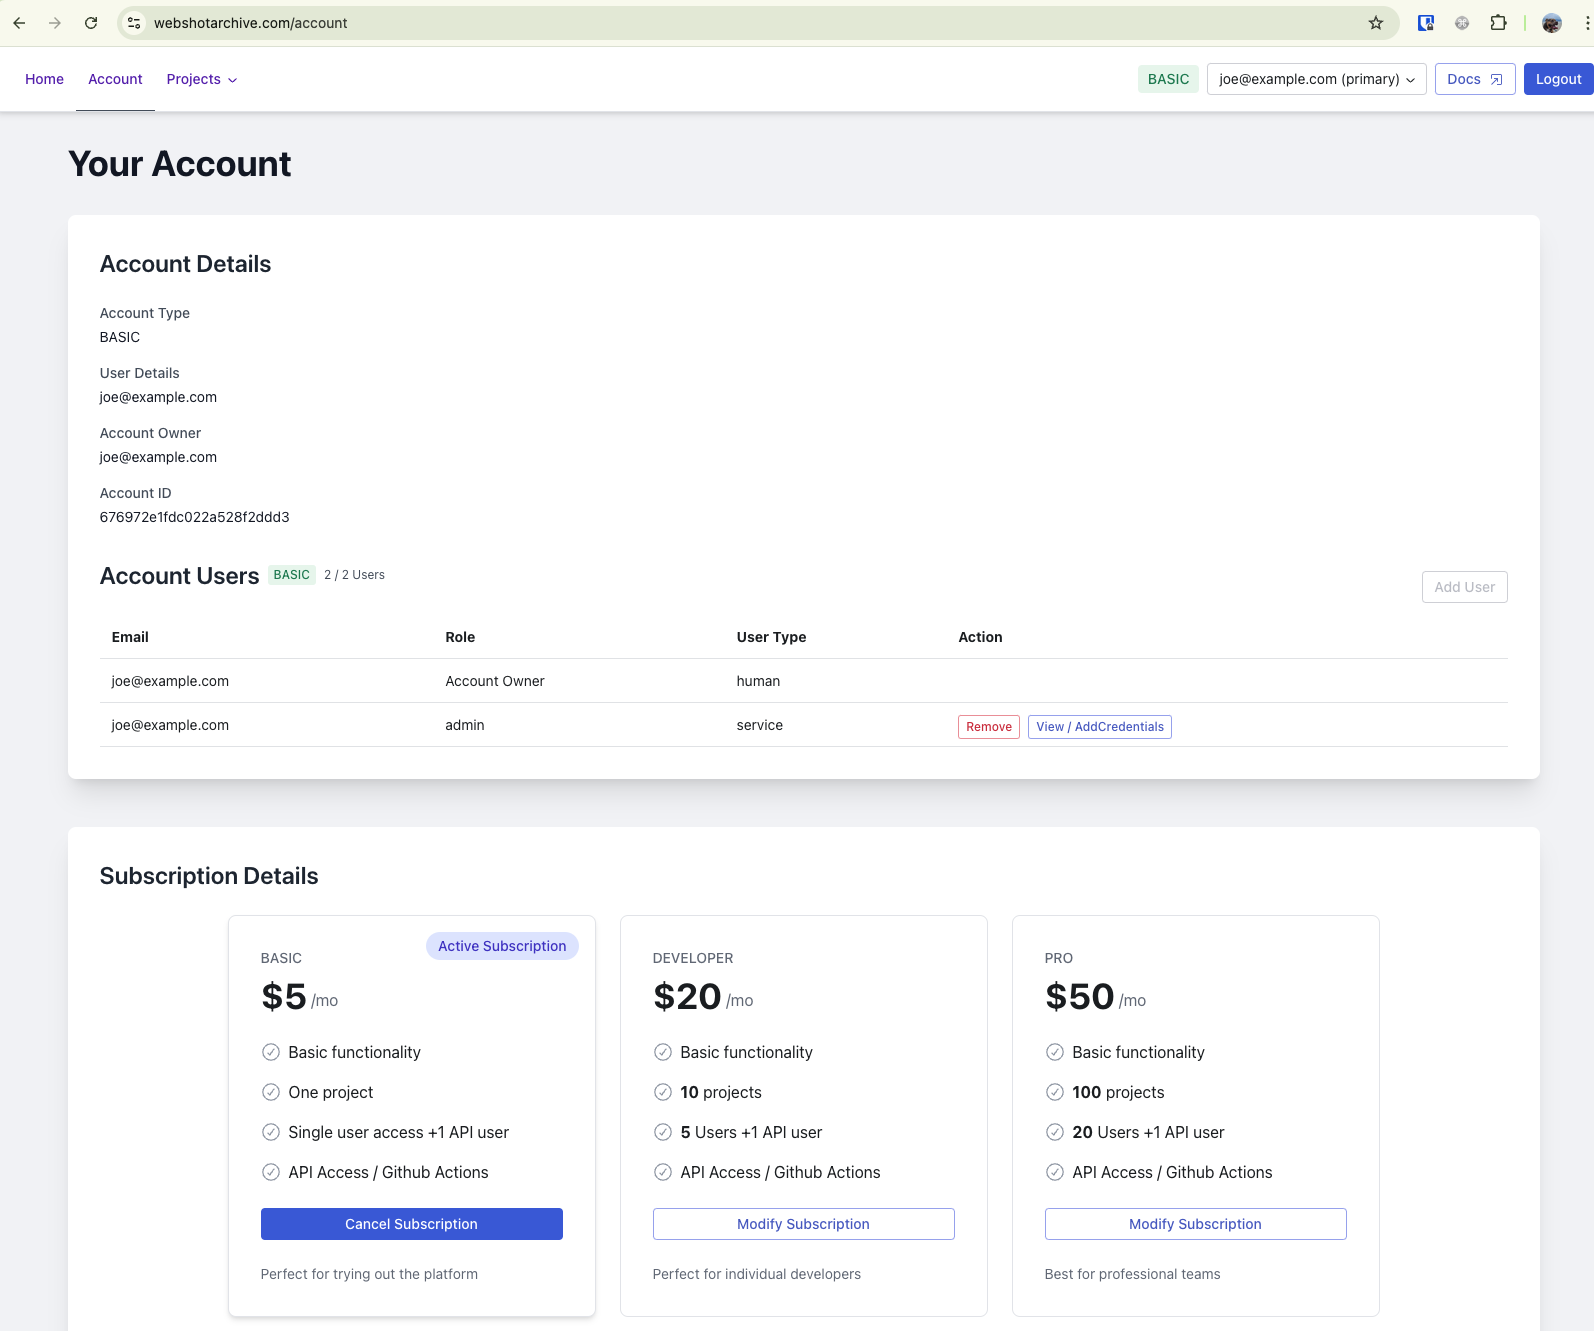 webshotarchive.com/account
Home Account Projects BASIC joe@example.com (primary) Docs Logout
Your Account
Account Details
Account Type
BASIC
User Details
joe@example.com
Account Owner
joe@example.com
Account ID
676972e1fdc022a528f2ddd3
Account Users BASIC 2 / 2 Users Add User
Email Role User Type Action
joe@example.com Account Owner human
joe@example.com admin service Remove View / AddCredentials
Subscription Details
BASIC Active Subscription
$5 /mo
Basic functionality
One project
Single user access +1 API user
API Access / Github Actions
Cancel Subscription
Perfect for trying out the platform
DEVELOPER
$20 /mo
Basic functionality
10 projects
5 Users +1 API user
API Access / Github Actions
Modify Subscription
Perfect for individual developers
PRO
$50 /mo
Basic functionality
100 projects
20 Users +1 API user
API Access / Github Actions
Modify Subscription
Best for professional teams